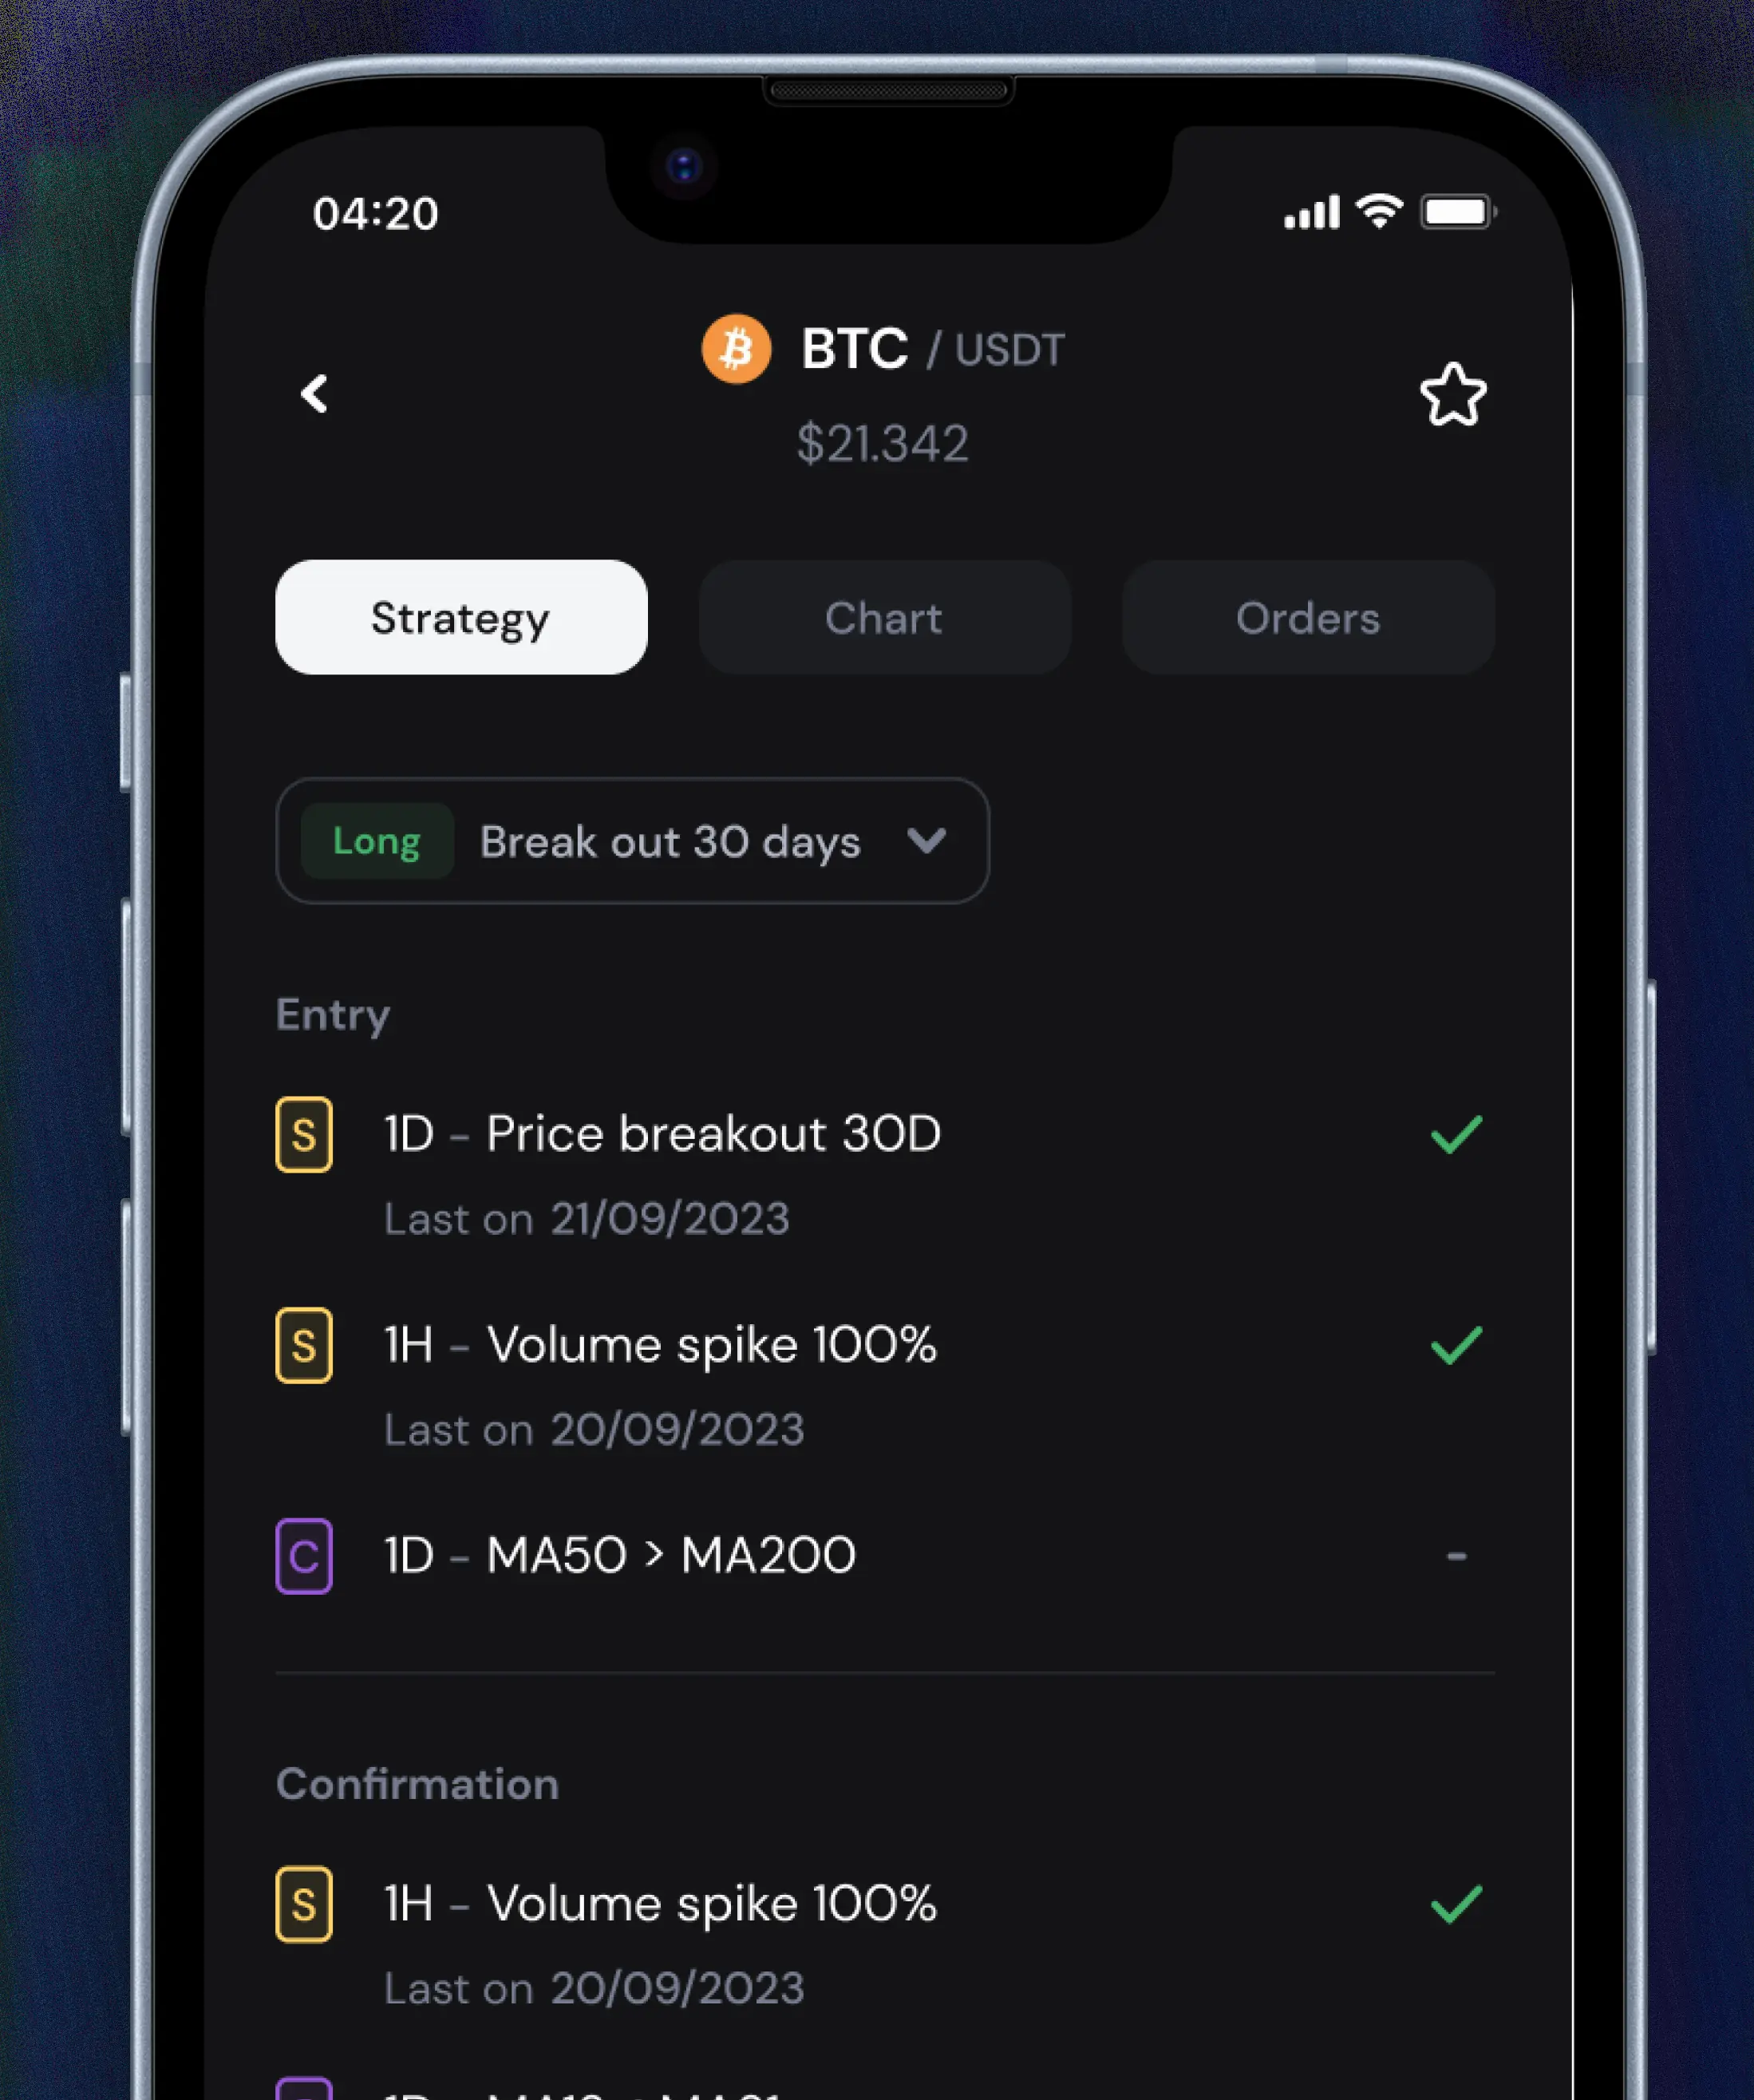 04:20
BTC / USDT
$21.342
Strategy
Chart
Orders
Long Break out 30 days
Entry
S 1D - Price breakout 30D
Last on 21/09/2023
S 1H - Volume spike 100%
Last on 20/09/2023
C 1D - MA50 > MA200 -
Confirmation
S 1H - Volume spike 100%
Last on 20/09/2023